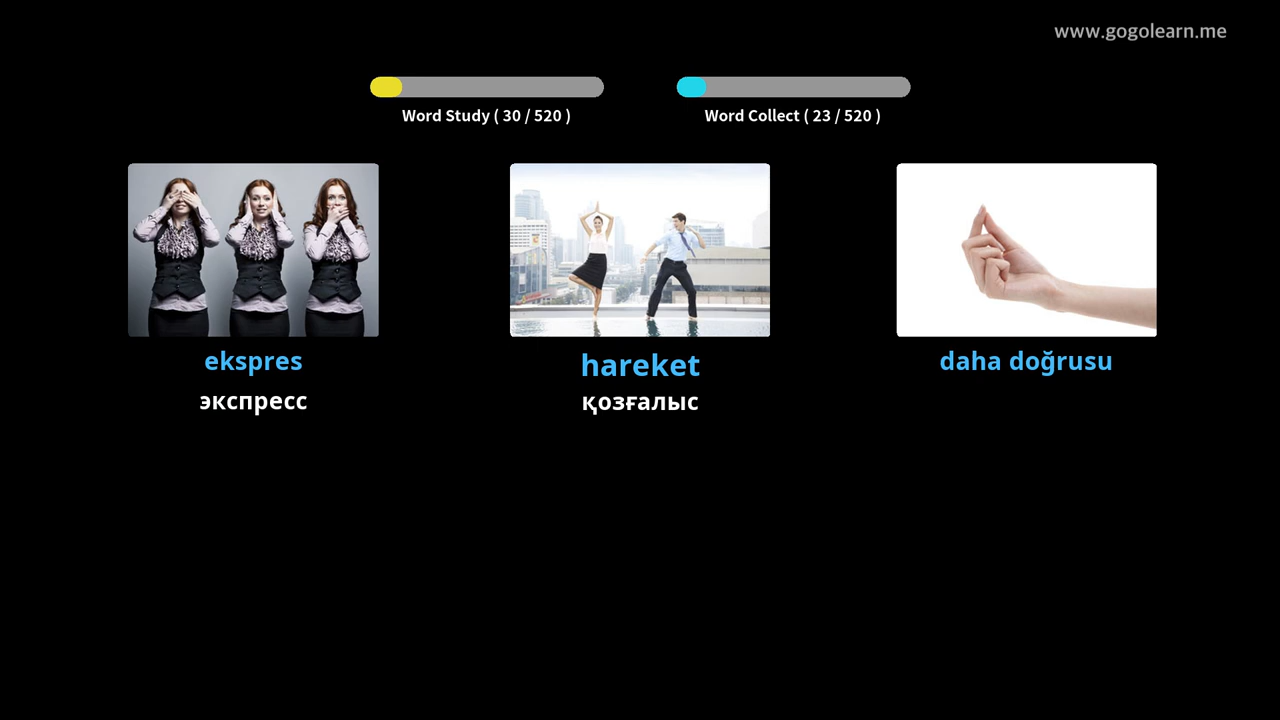 www.gogolearn.me
Word Study ( 30 / 520 )
Word Collect ( 23 / 520 )
ekspres
экспресс
hareket
қозғалыс
daha doğrusu